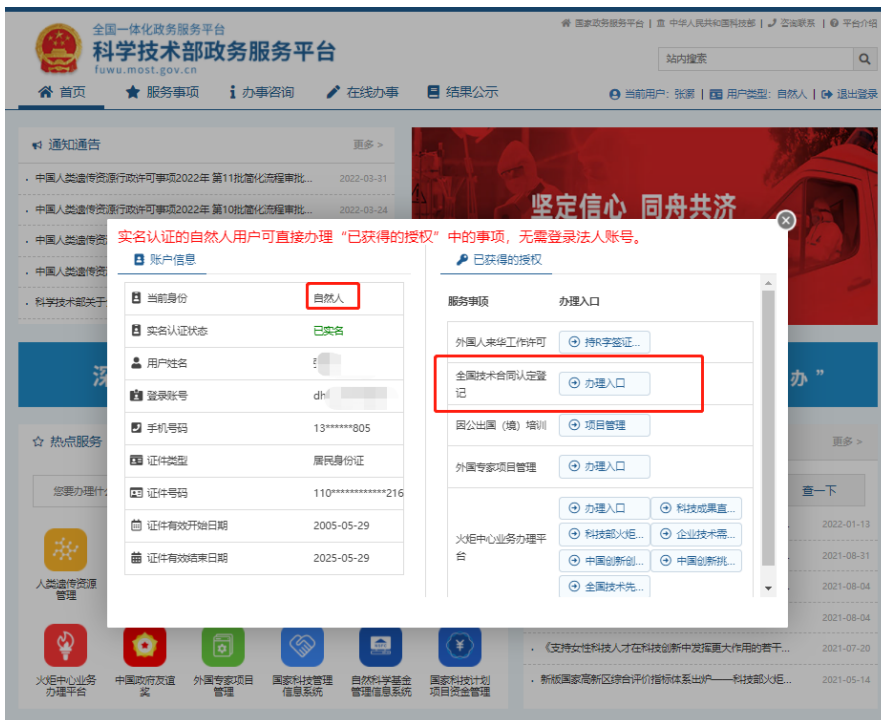 国家政务服务平台 | 中华人民共和国科技部 | 咨询联系 | 平台介绍
全国一体化政务服务平台
科学技术部政务服务平台
fuwu.most.gov.cn
站内搜索
首页 服务事项 办事咨询 在线办事 结果公示
当前用户: 张 | 用户类型: 自然人 | 退出登录
通知通告 更多 >
· 中国人类遗传资源行政许可事项2022年 第11批简化流程审批... 2022-03-31
· 中国人类遗传资源行政许可事项2022年 第10批简化流程审批... 2022-03-24
· 中国人类遗传资
· 中国人类遗传资
· 科学技术部关于
坚定信心 同舟共济
实名认证的自然人用户可直接办理“已获得的授权”中的事项，无需登录法人账号。
账户信息
当前身份 自然人
实名认证状态 已实名
用户姓名
登录账号 dh
手机号码 13******805
证件类型 居民身份证
证件号码 110************216
证件有效开始日期 2005-05-29
证件有效结束日期 2025-05-29
已获得的授权
服务事项 办理入口
外国人来华工作许可 持R字签证...
全国技术合同认定登
记
办理入口
因公出国（境）培训 项目管理
外国专家项目管理 办理入口
火炬中心业务办理平
台
办理入口 科技成果直...
科技部火炬... 企业技术需...
中国创新创... 中国创新挑...
全国技术先...
深
办 ”
热点服务
您要办理什
人类遗传资源
管理
火炬中心业务
办理平台
中国政府友谊
奖
外国专家项目
管理
国家科技管理
信息系统
自然科学基金
管理信息系统
国家科技计划
项目资金管理
更多 >
查一下
2022-01-13
2021-08-31
2021-08-04
2021-08-04
· 《支持女性科技人才在科技创新中发挥更大作用的若干... 2021-07-20
· 新版国家高新区综合评价指标体系出炉——科技部火炬... 2021-05-14